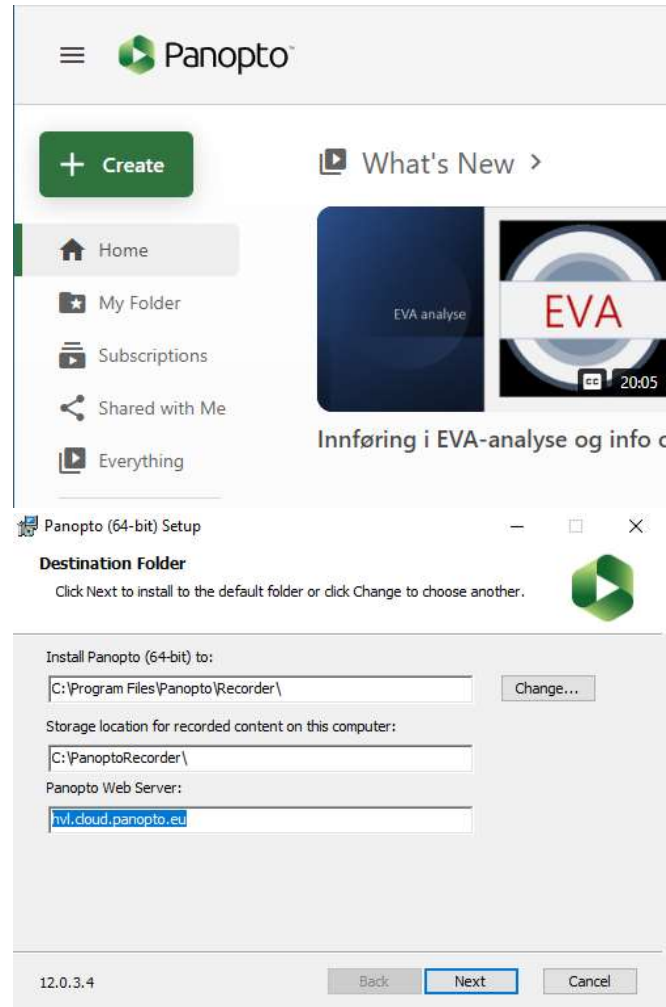 Panopto™
+ Create
What's New >
Home
My Folder
Subscriptions
Shared with Me
Everything
EVA analyse
EVA
CC
20:05
Innføring i EVA-analyse og info
Panopto (64-bit) Setup
Destination Folder
Click Next to install to the default folder or click Change to choose another.
Install Panopto (64-bit) to:
C:\Program Files\Panopto\Recorder\
Change...
Storage location for recorded content on this computer:
C:\PanoptoRecorder\
Panopto Web Server:
hvl.cloud.panopto.eu
12.0.3.4
Back
Next
Cancel